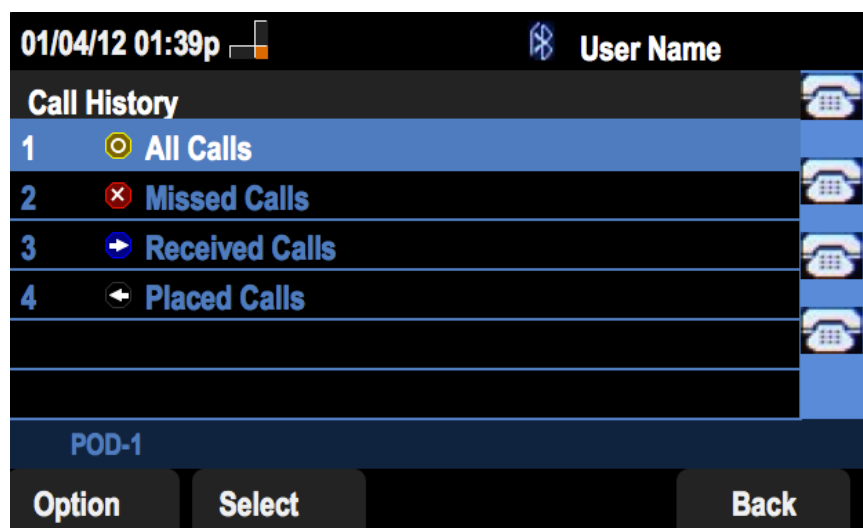 01/04/12 01:39p User Name
Call History
1 All Calls
2 Missed Calls
3 Received Calls
4 Placed Calls
POD-1
Option Select Back